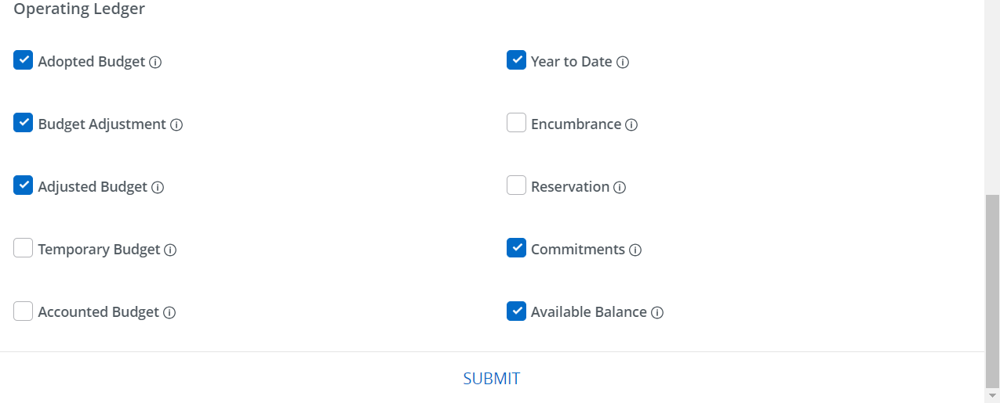 Operating Ledger
Adopted Budget
Year to Date
Budget Adjustment
Encumbrance
Adjusted Budget
Reservation
Temporary Budget
Commitments
Accounted Budget
Available Balance
SUBMIT